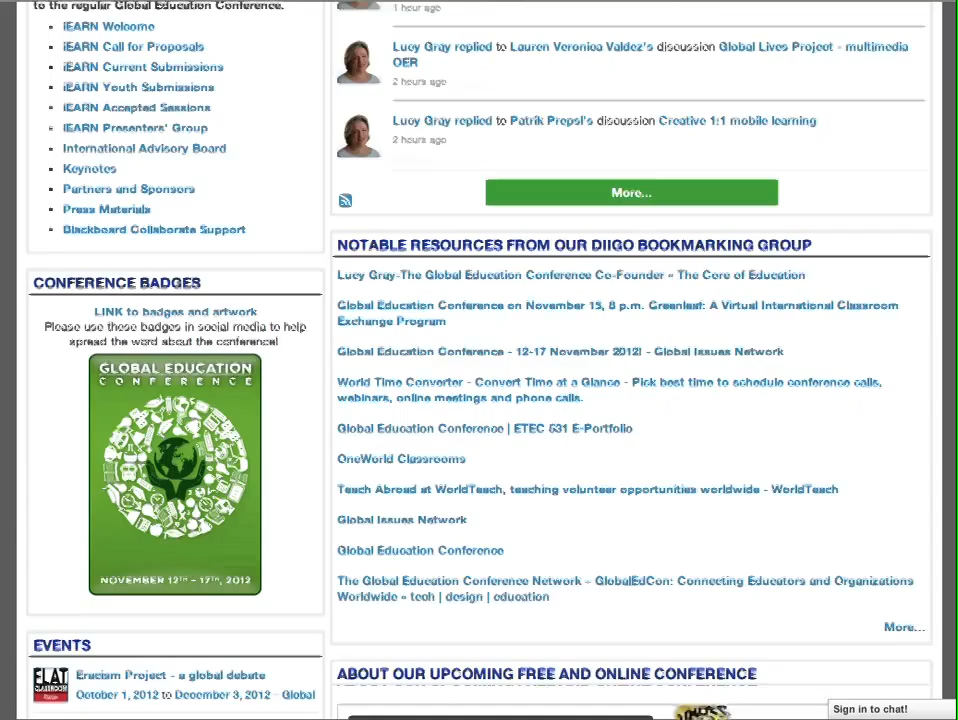 to the regular Global Education Conference.
iEARN Welcome
iEARN Call for Proposals
iEARN Current Submissions
iEARN Youth Submissions
iEARN Accepted Sessions
iEARN Presenters' Group
International Advisory Board
Keynotes
Partners and Sponsors
Press Materials
Blackboard Collaborate Support
CONFERENCE BADGES
LINK to badges and artwork
Please use these badges in social media to help
spread the word about the conference!
GLOBAL EDUCATION
CONFERENCE
NOVEMBER 12TH - 17TH, 2012
EVENTS
FLAT
CLASSROOM
Eracism Project - a global debate
October 1, 2012 to December 3, 2012 - Global
1 hour ago
Lucy Gray replied to Lauren Veronica Valdez's discussion Global Lives Project - multimedia
OER
2 hours ago
Lucy Gray replied to Patrik Prepsl's discussion Creative 1:1 mobile learning
2 hours ago
More...
NOTABLE RESOURCES FROM OUR DIIGO BOOKMARKING GROUP
Lucy Gray-The Global Education Conference Co-Founder « The Core of Education
Global Education Conference on November 15, 8 p.m. Greenleaf: A Virtual International Classroom
Exchange Program
Global Education Conference - 12-17 November 2012! - Global Issues Network
World Time Converter - Convert Time at a Glance - Pick best time to schedule conference calls,
webinars, online meetings and phone calls.
Global Education Conference | ETEC 531 E-Portfolio
OneWorld Classrooms
Teach Abroad at WorldTeach, teaching volunteer opportunities worldwide - WorldTeach
Global Issues Network
Global Education Conference
The Global Education Conference Network – GlobalEdCon: Connecting Educators and Organizations
Worldwide « tech | design | education
More...
ABOUT OUR UPCOMING FREE AND ONLINE CONFERENCE
Sign in to chat!